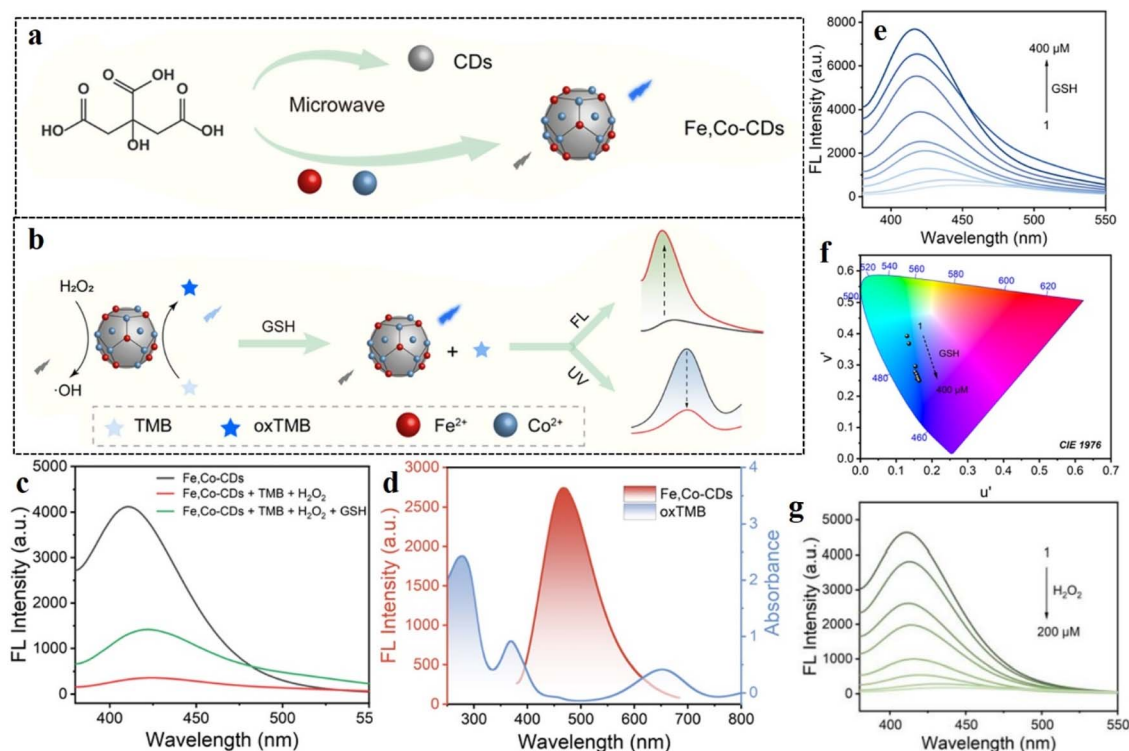 a
O
OH
O
O
HO
OH
OH
Microwave
CDs
Fe,Co-CDs
b
H₂O₂
·OH
GSH
+
FL
UV
TMB
oxTMB
Fe²⁺
Co²⁺
c
5000
4000
3000
2000
1000
0
FL Intensity (a.u.)
Fe,Co-CDs
Fe,Co-CDs + TMB + H₂O₂
Fe,Co-CDs + TMB + H₂O₂ + GSH
400 450 500 55
Wavelength (nm)
d
3000
2500
2000
1500
1000
500
0
FL Intensity (a.u.)
Fe,Co-CDs
oxTMB
4
3
2
1
0
Absorbance
300 400 500 600 700 800
Wavelength (nm)
e
8000
6000
4000
2000
0
FL Intensity (a.u.)
400 μM
GSH
1
400 450 500 550
Wavelength (nm)
f
0.6
0.5
0.4
0.3
0.2
0.1
0.0
v'
520 540 560 580 600 620
500
480
460
1
GSH
400 μM
CIE 1976
0.0 0.1 0.2 0.3 0.4 0.5 0.6 0.7
u'
g
5000
4000
3000
2000
1000
0
FL Intensity (a.u.)
1
H₂O₂
200 μM
400 450 500 550
Wavelength (nm)